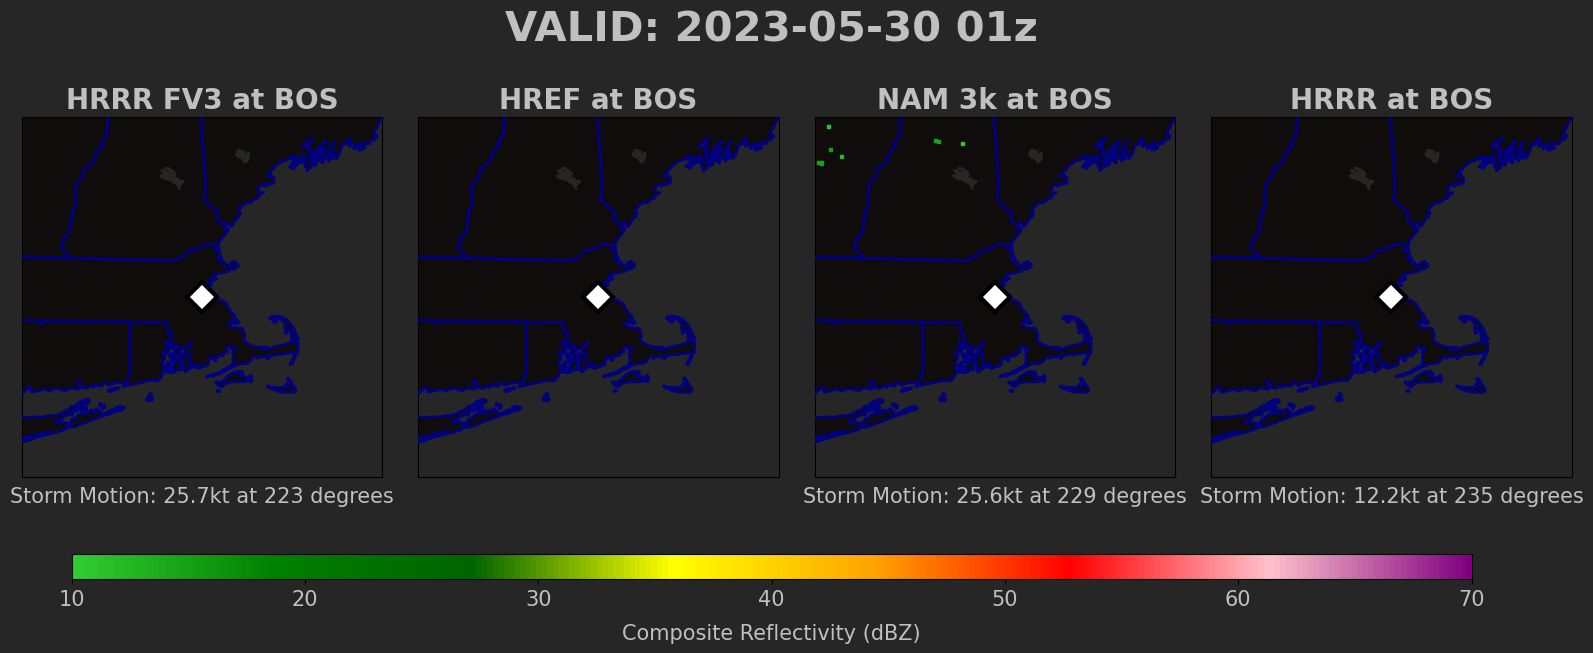 VALID: 2023-05-30 01z
HRRR FV3 at BOS
HREF at BOS
NAM 3k at BOS
HRRR at BOS
Storm Motion: 25.7kt at 223 degrees
Storm Motion: 25.6kt at 229 degrees
Storm Motion: 12.2kt at 235 degrees
10 20 30 40 50 60 70
Composite Reflectivity (dBZ)